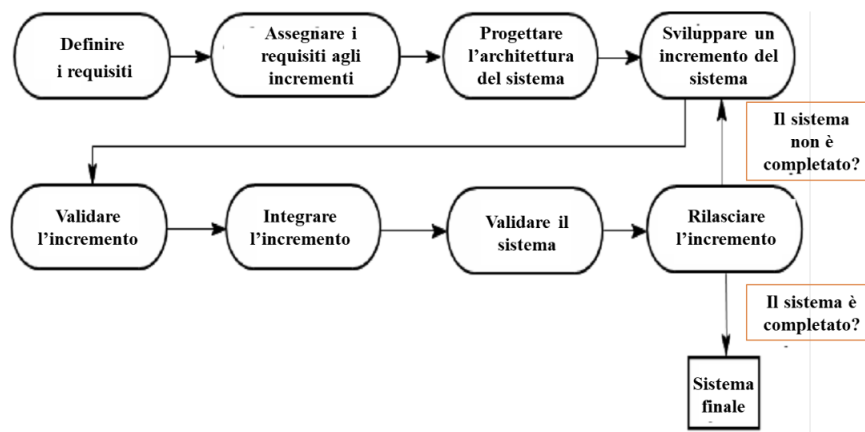 Definire
i requisiti
Assegnare i
requisiti agli
incrementi
Progettare
l'architettura
del sistema
Sviluppare un
incremento del
sistema
Il sistema
non è
completato?
Validare
l'incremento
Integrare
l'incremento
Validare il
sistema
Rilasciare
l'incremento
Il sistema è
completato?
Sistema
finale